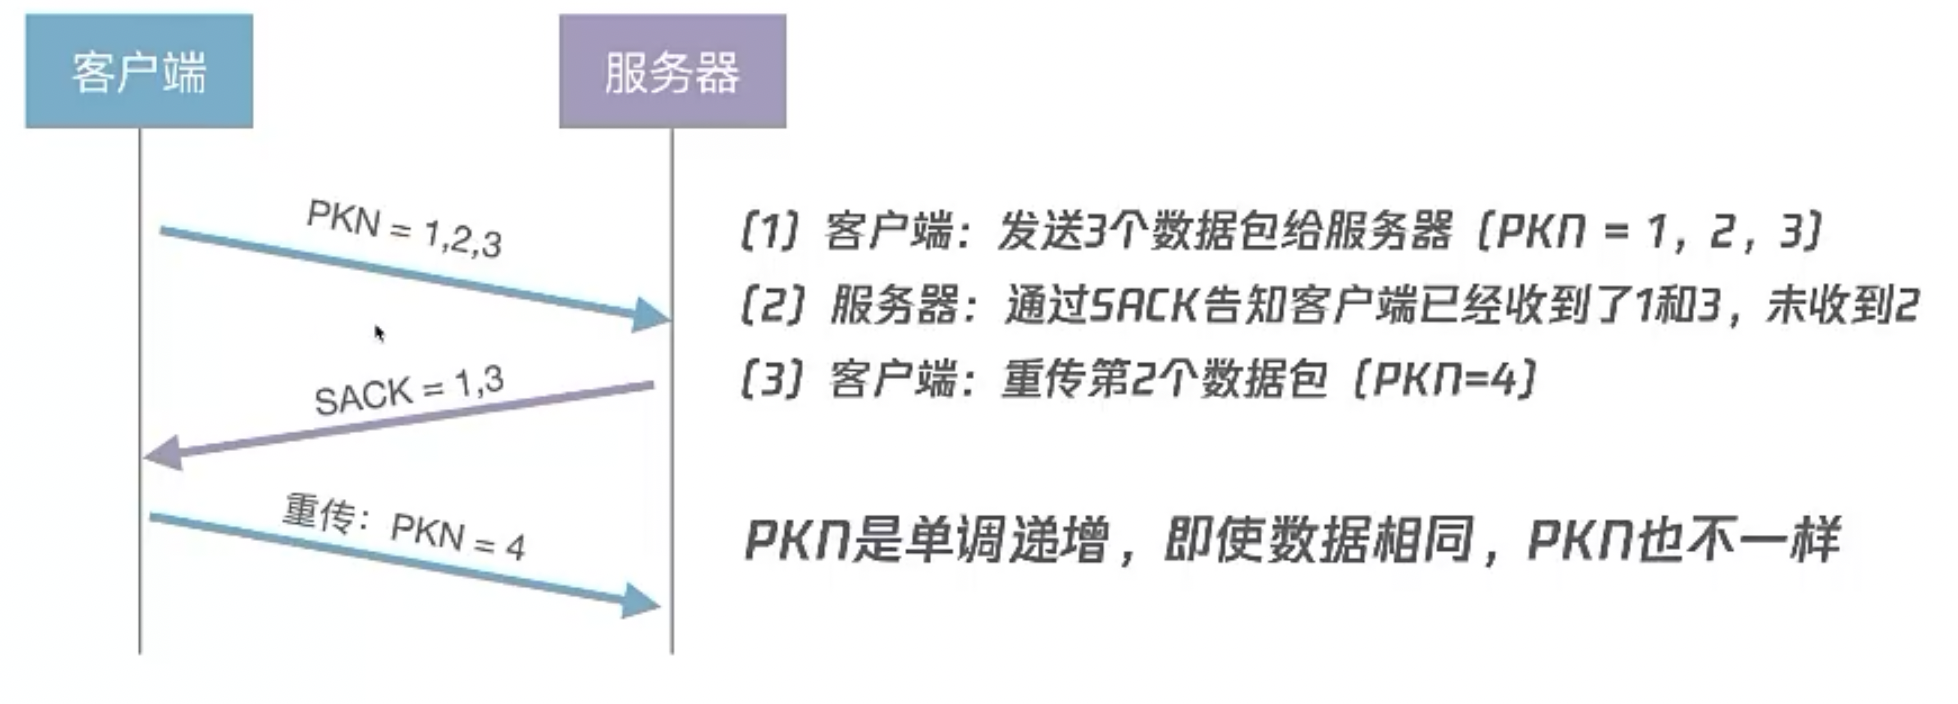 客户端
服务器
PKN = 1,2,3
SACK = 1,3
重传：PKN = 4
(1) 客户端：发送3个数据包给服务器（PKN = 1，2，3）
(2) 服务器：通过SACK告知客户端已经收到了1和3，未收到2
(3) 客户端：重传第2个数据包（PKN=4）
PKN是单调递增，即使数据相同，PKN也不一样